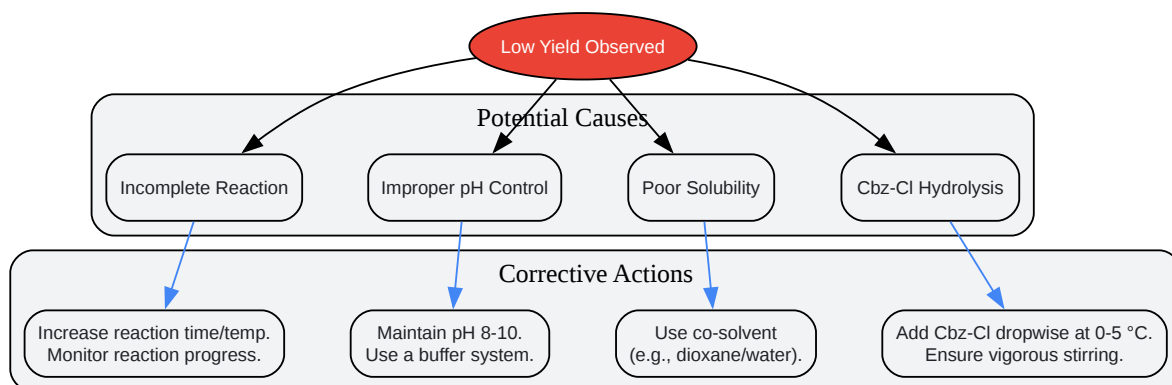 Low Yield Observed
Potential Causes
Incomplete Reaction
Improper pH Control
Poor Solubility
Cbz-Cl Hydrolysis
Corrective Actions
Increase reaction time/temp.
Monitor reaction progress.
Maintain pH 8-10.
Use a buffer system.
Use co-solvent
(e.g., dioxane/water).
Add Cbz-Cl dropwise at 0-5 °C.
Ensure vigorous stirring.